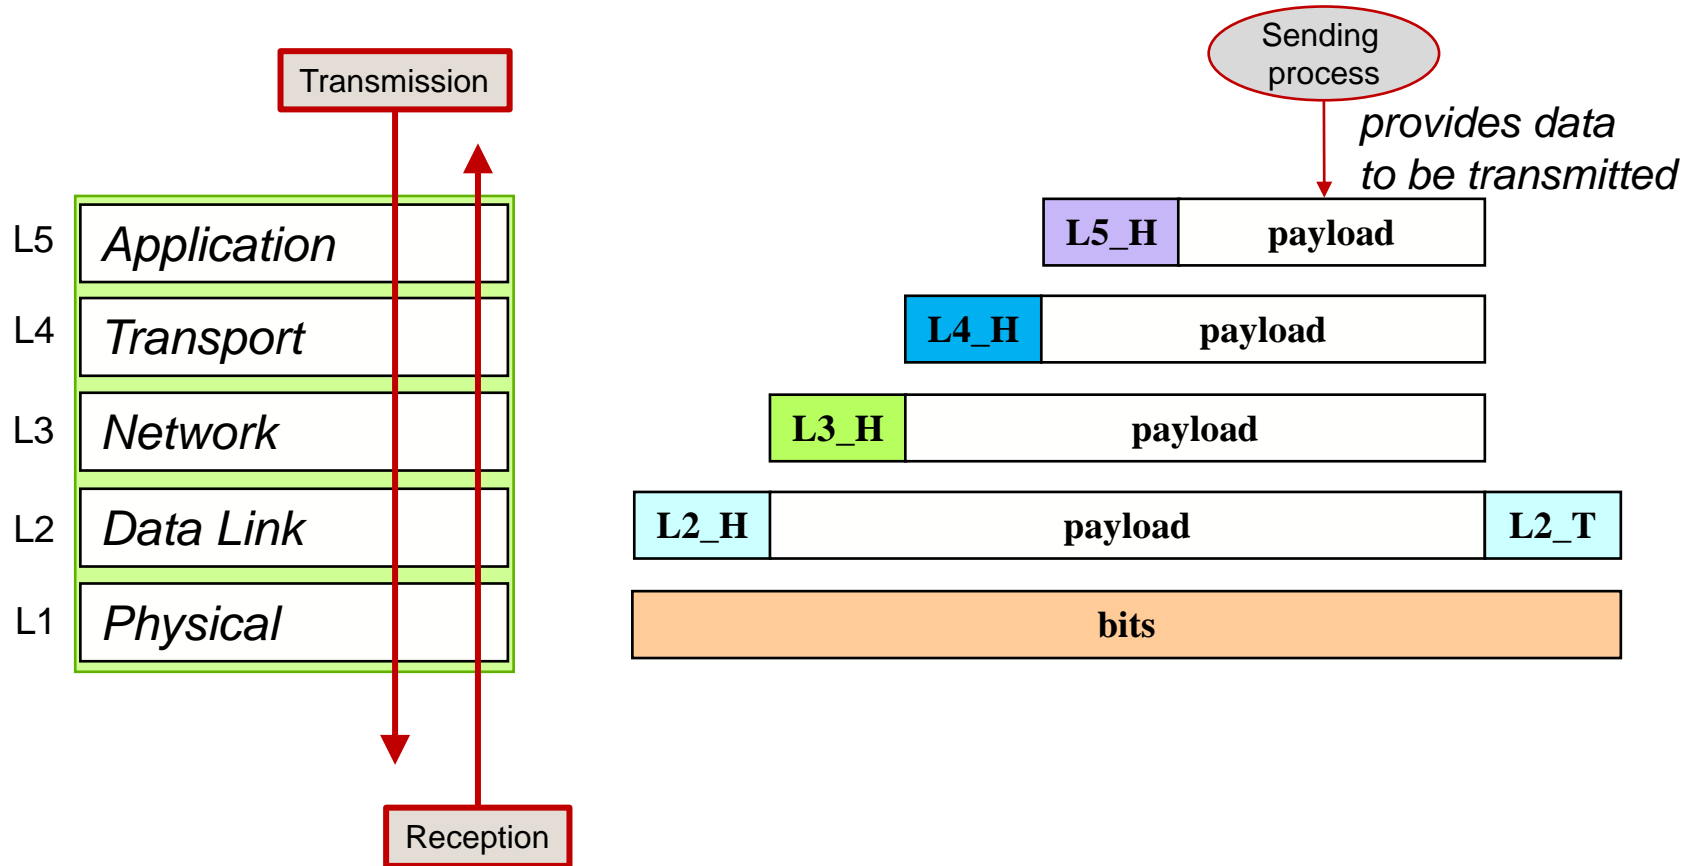 Transmission
Sending
process
provides data
to be transmitted
L5
Application
L5_H
payload
L4
Transport
L4_H
payload
L3
Network
L3_H
payload
L2
Data Link
L2_H
payload
L2_T
L1
Physical
bits
Reception